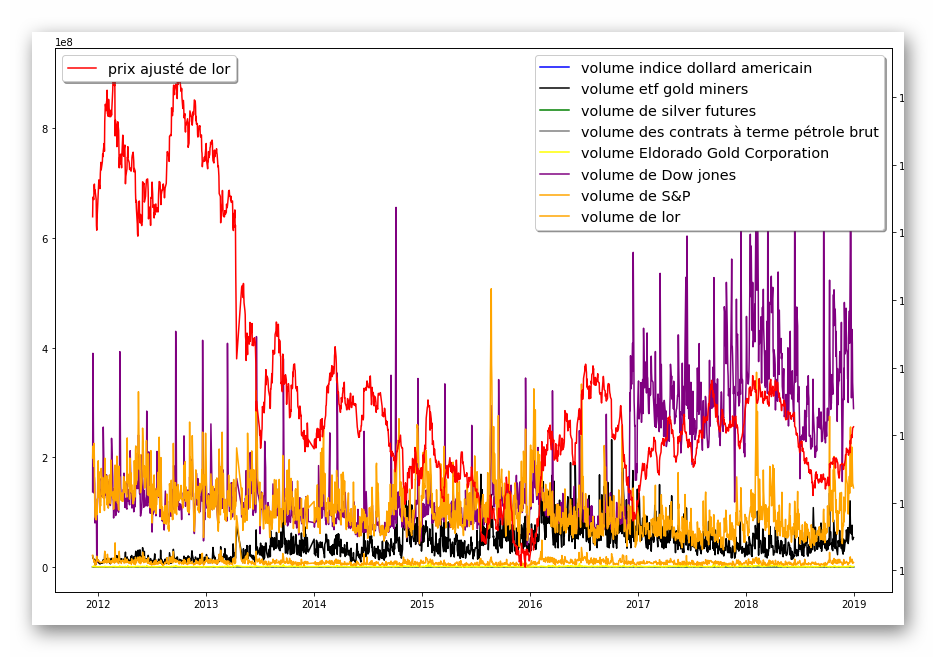 1e8
prix ajusté de lor
volume indice dollard americain
volume etf gold miners
volume de silver futures
volume des contrats à terme pétrole brut
volume Eldorado Gold Corporation
volume de Dow jones
volume de S&P
volume de lor
8
6
4
2
0
2012 2013 2014 2015 2016 2017 2018 2019